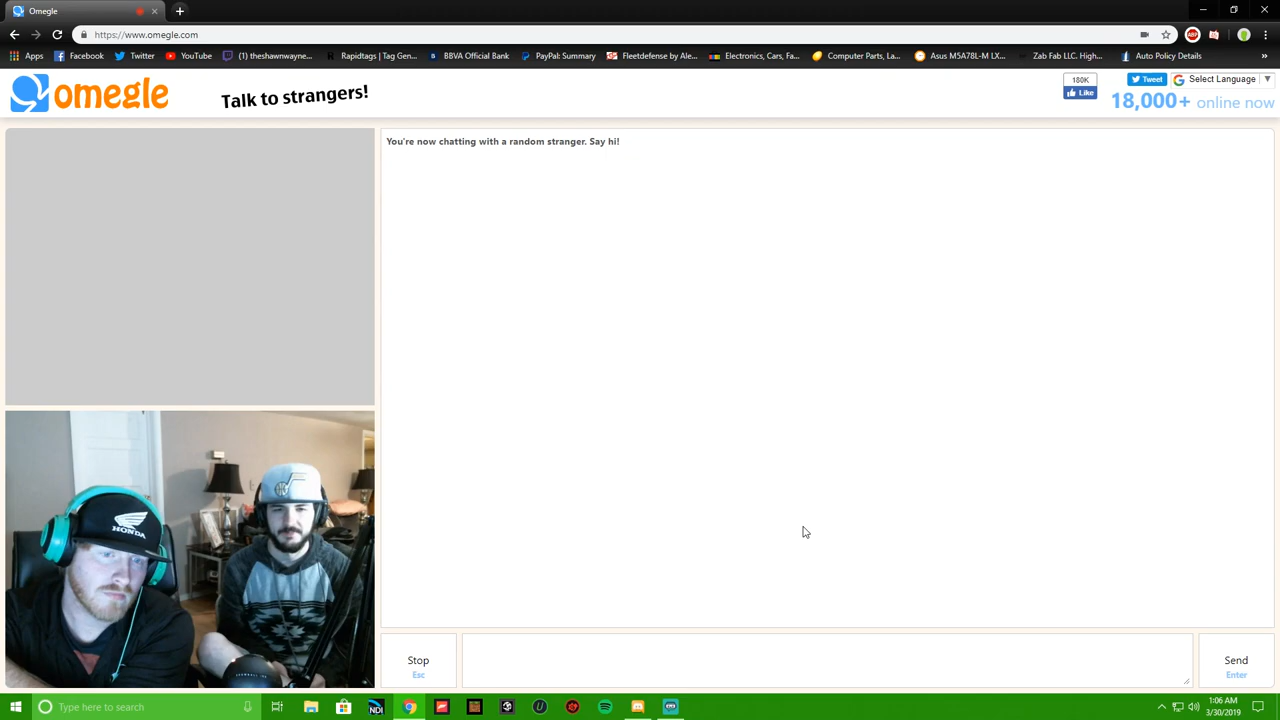 Omegle
https://www.omegle.com
Apps Facebook Twitter YouTube (1) theshawnwayne... Rapidtags | Tag Gen... BBVA Official Bank PayPal: Summary Fleetdefense by Ale... Electronics, Cars, Fa... Computer Parts, La... Asus M5A78L-M LX... Zab Fab LLC. High... Auto Policy Details »
omegle
Talk to strangers!
180K
Like
Tweet
Select Language
18,000+ online now
You're now chatting with a random stranger. Say hi!
HONDA
Stop
Esc
Send
Enter
Type here to search
NDI
1:06 AM
3/30/2019